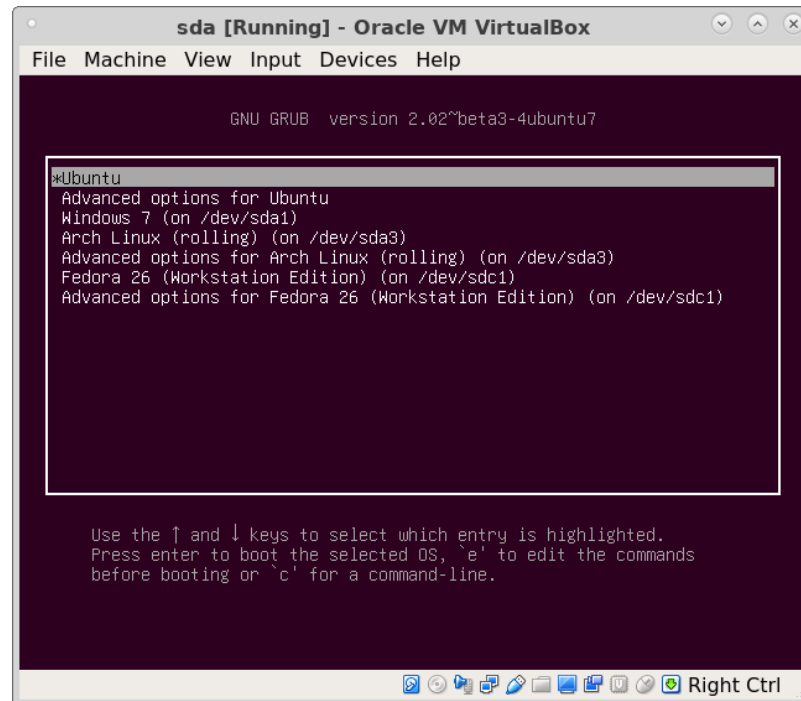 sda [Running] - Oracle VM VirtualBox
File Machine View Input Devices Help
GNU GRUB version 2.02~beta3-4ubuntu7
*Ubuntu
Advanced options for Ubuntu
Windows 7 (on /dev/sda1)
Arch Linux (rolling) (on /dev/sda3)
Advanced options for Arch Linux (rolling) (on /dev/sda3)
Fedora 26 (Workstation Edition) (on /dev/sdc1)
Advanced options for Fedora 26 (Workstation Edition) (on /dev/sdc1)
Use the ↑ and ↓ keys to select which entry is highlighted.
Press enter to boot the selected OS, `e' to edit the commands
before booting or `c' for a command-line.
Right Ctrl